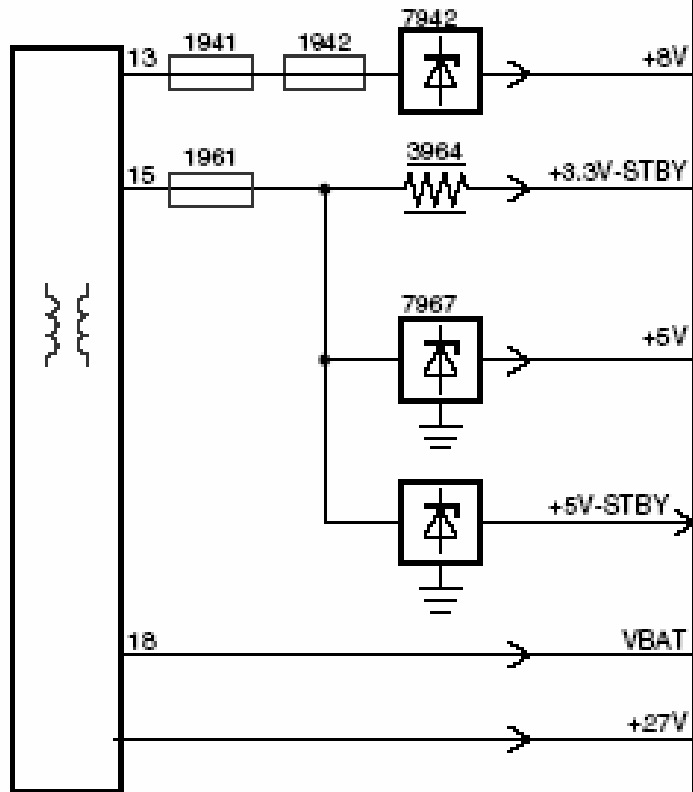 7942
13 1941 1942 +8V
15 1961 3964 +3.3V-STBY
7967
+5V
+5V-STBY
18 VBAT
+27V